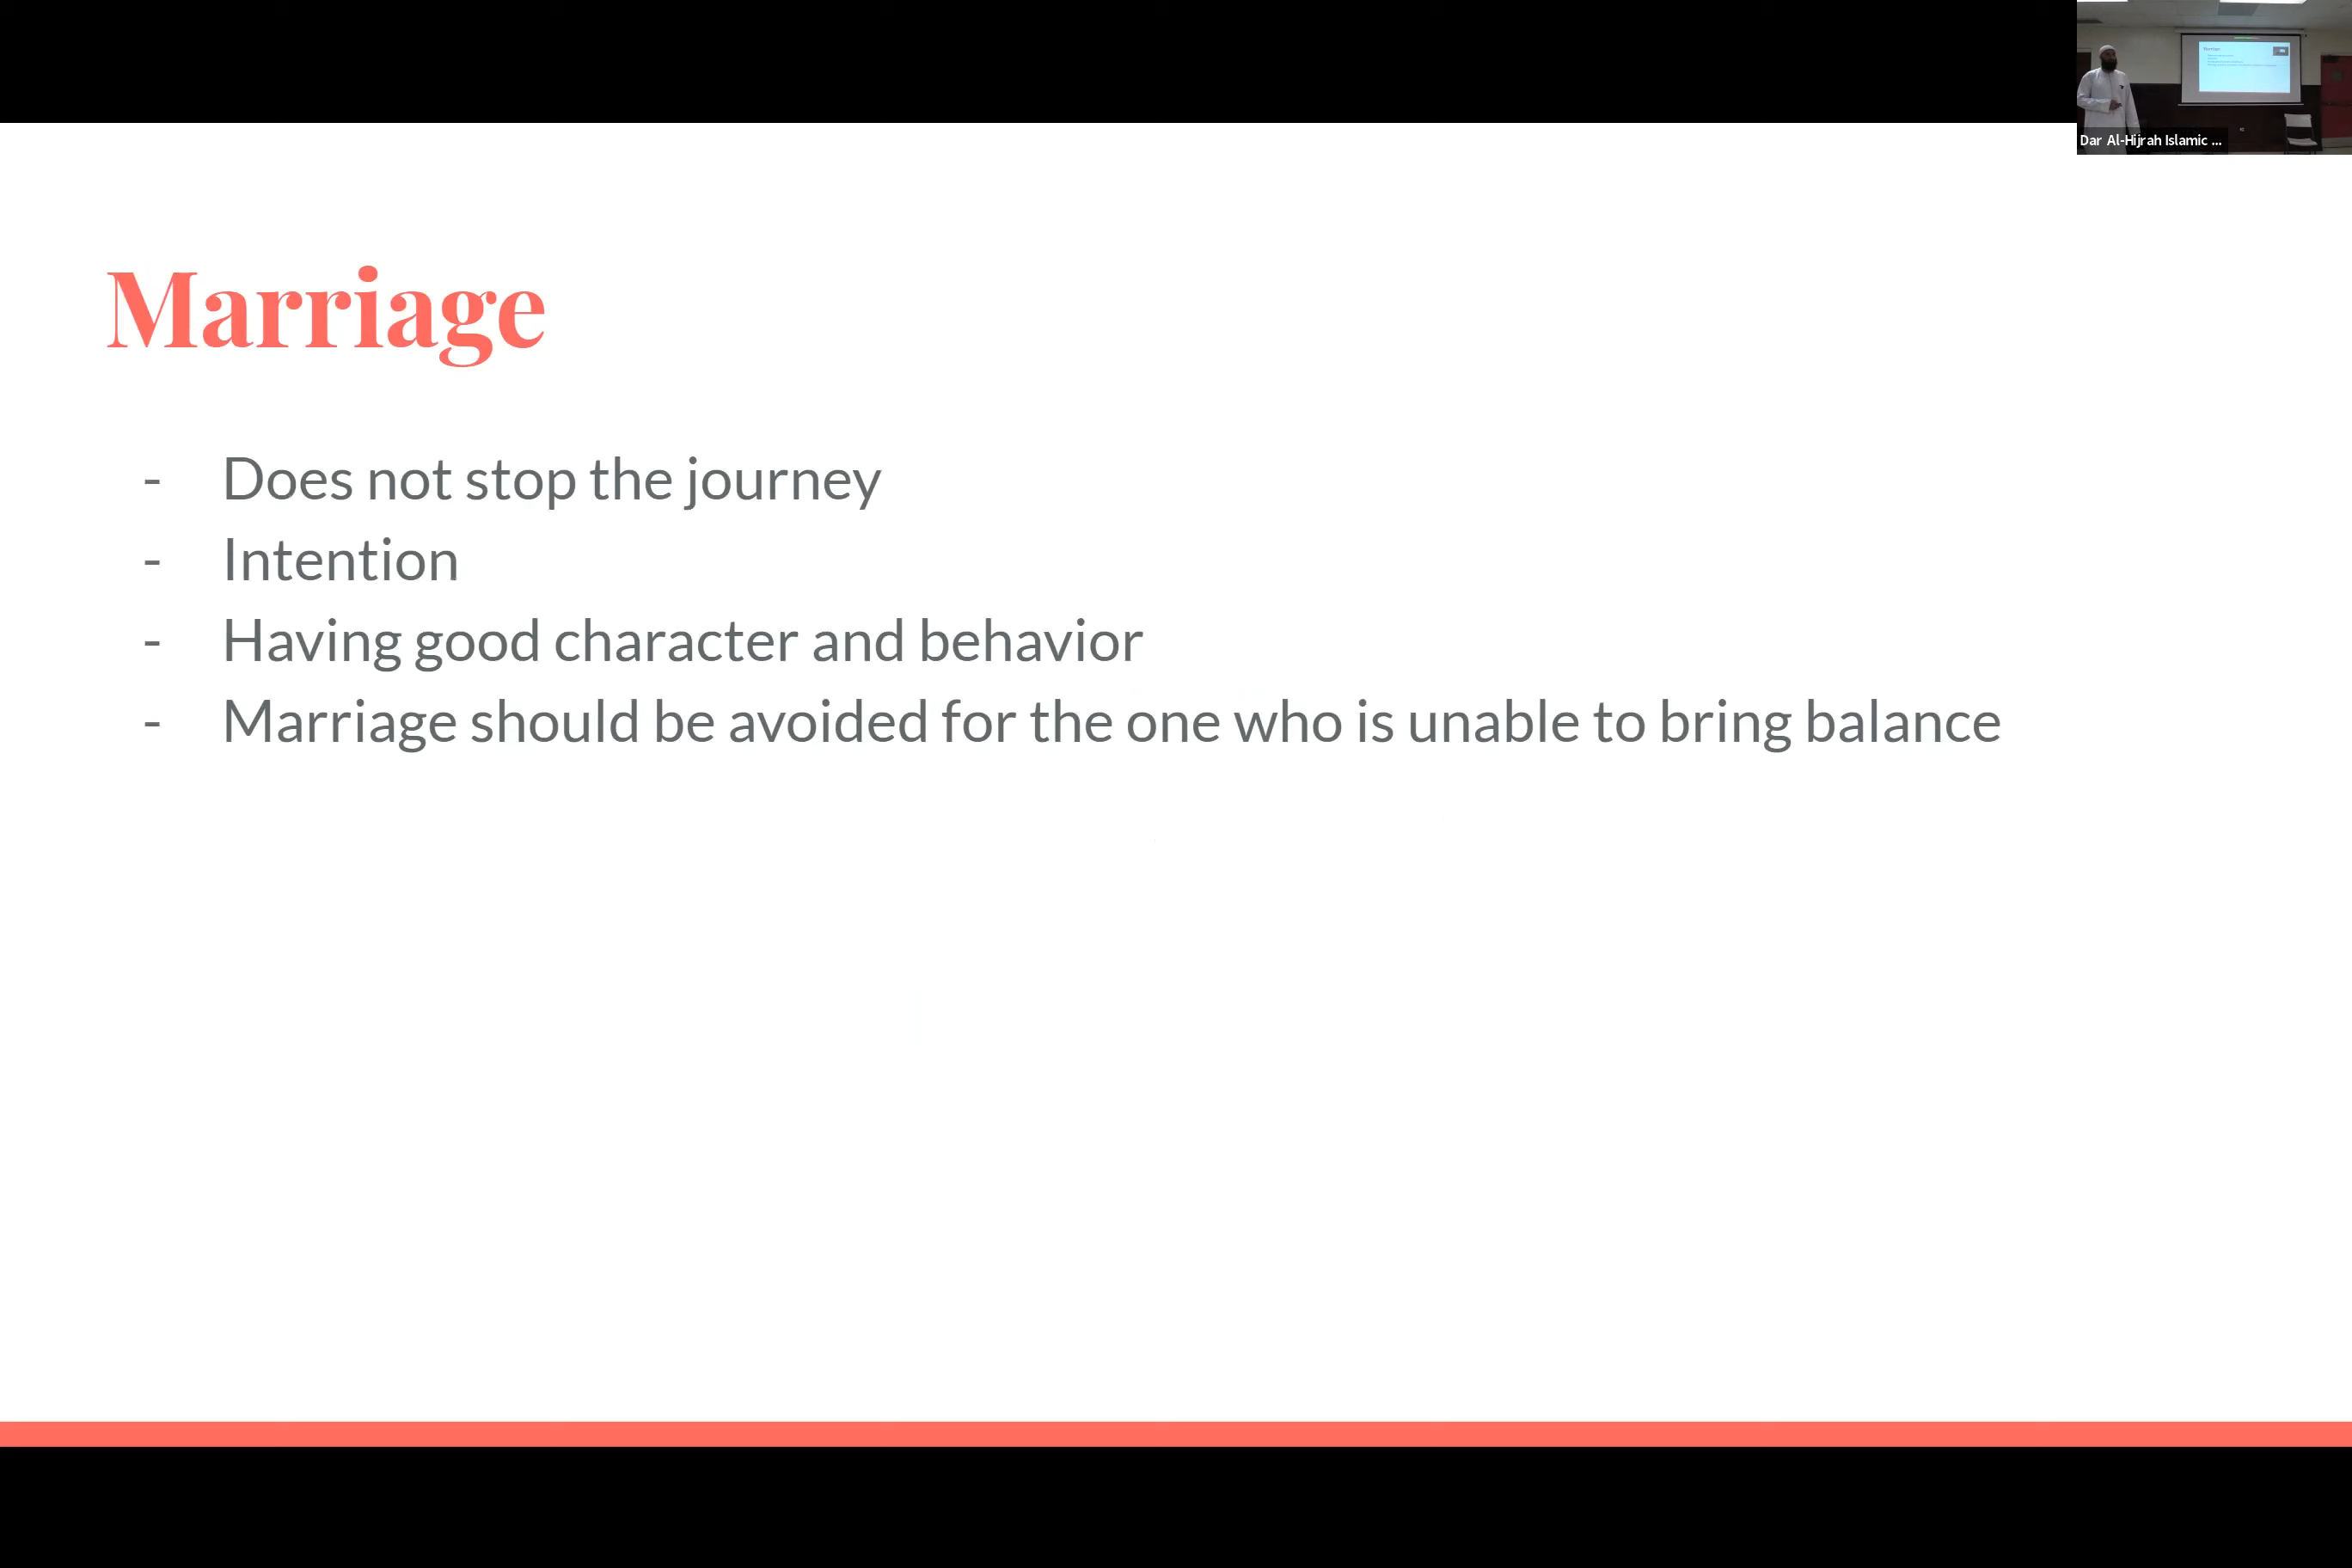 Dar Al-Hijrah Islamic ...
Marriage
- Does not stop the journey
- Intention
- Having good character and behavior
- Marriage should be avoided for the one who is unable to bring balance